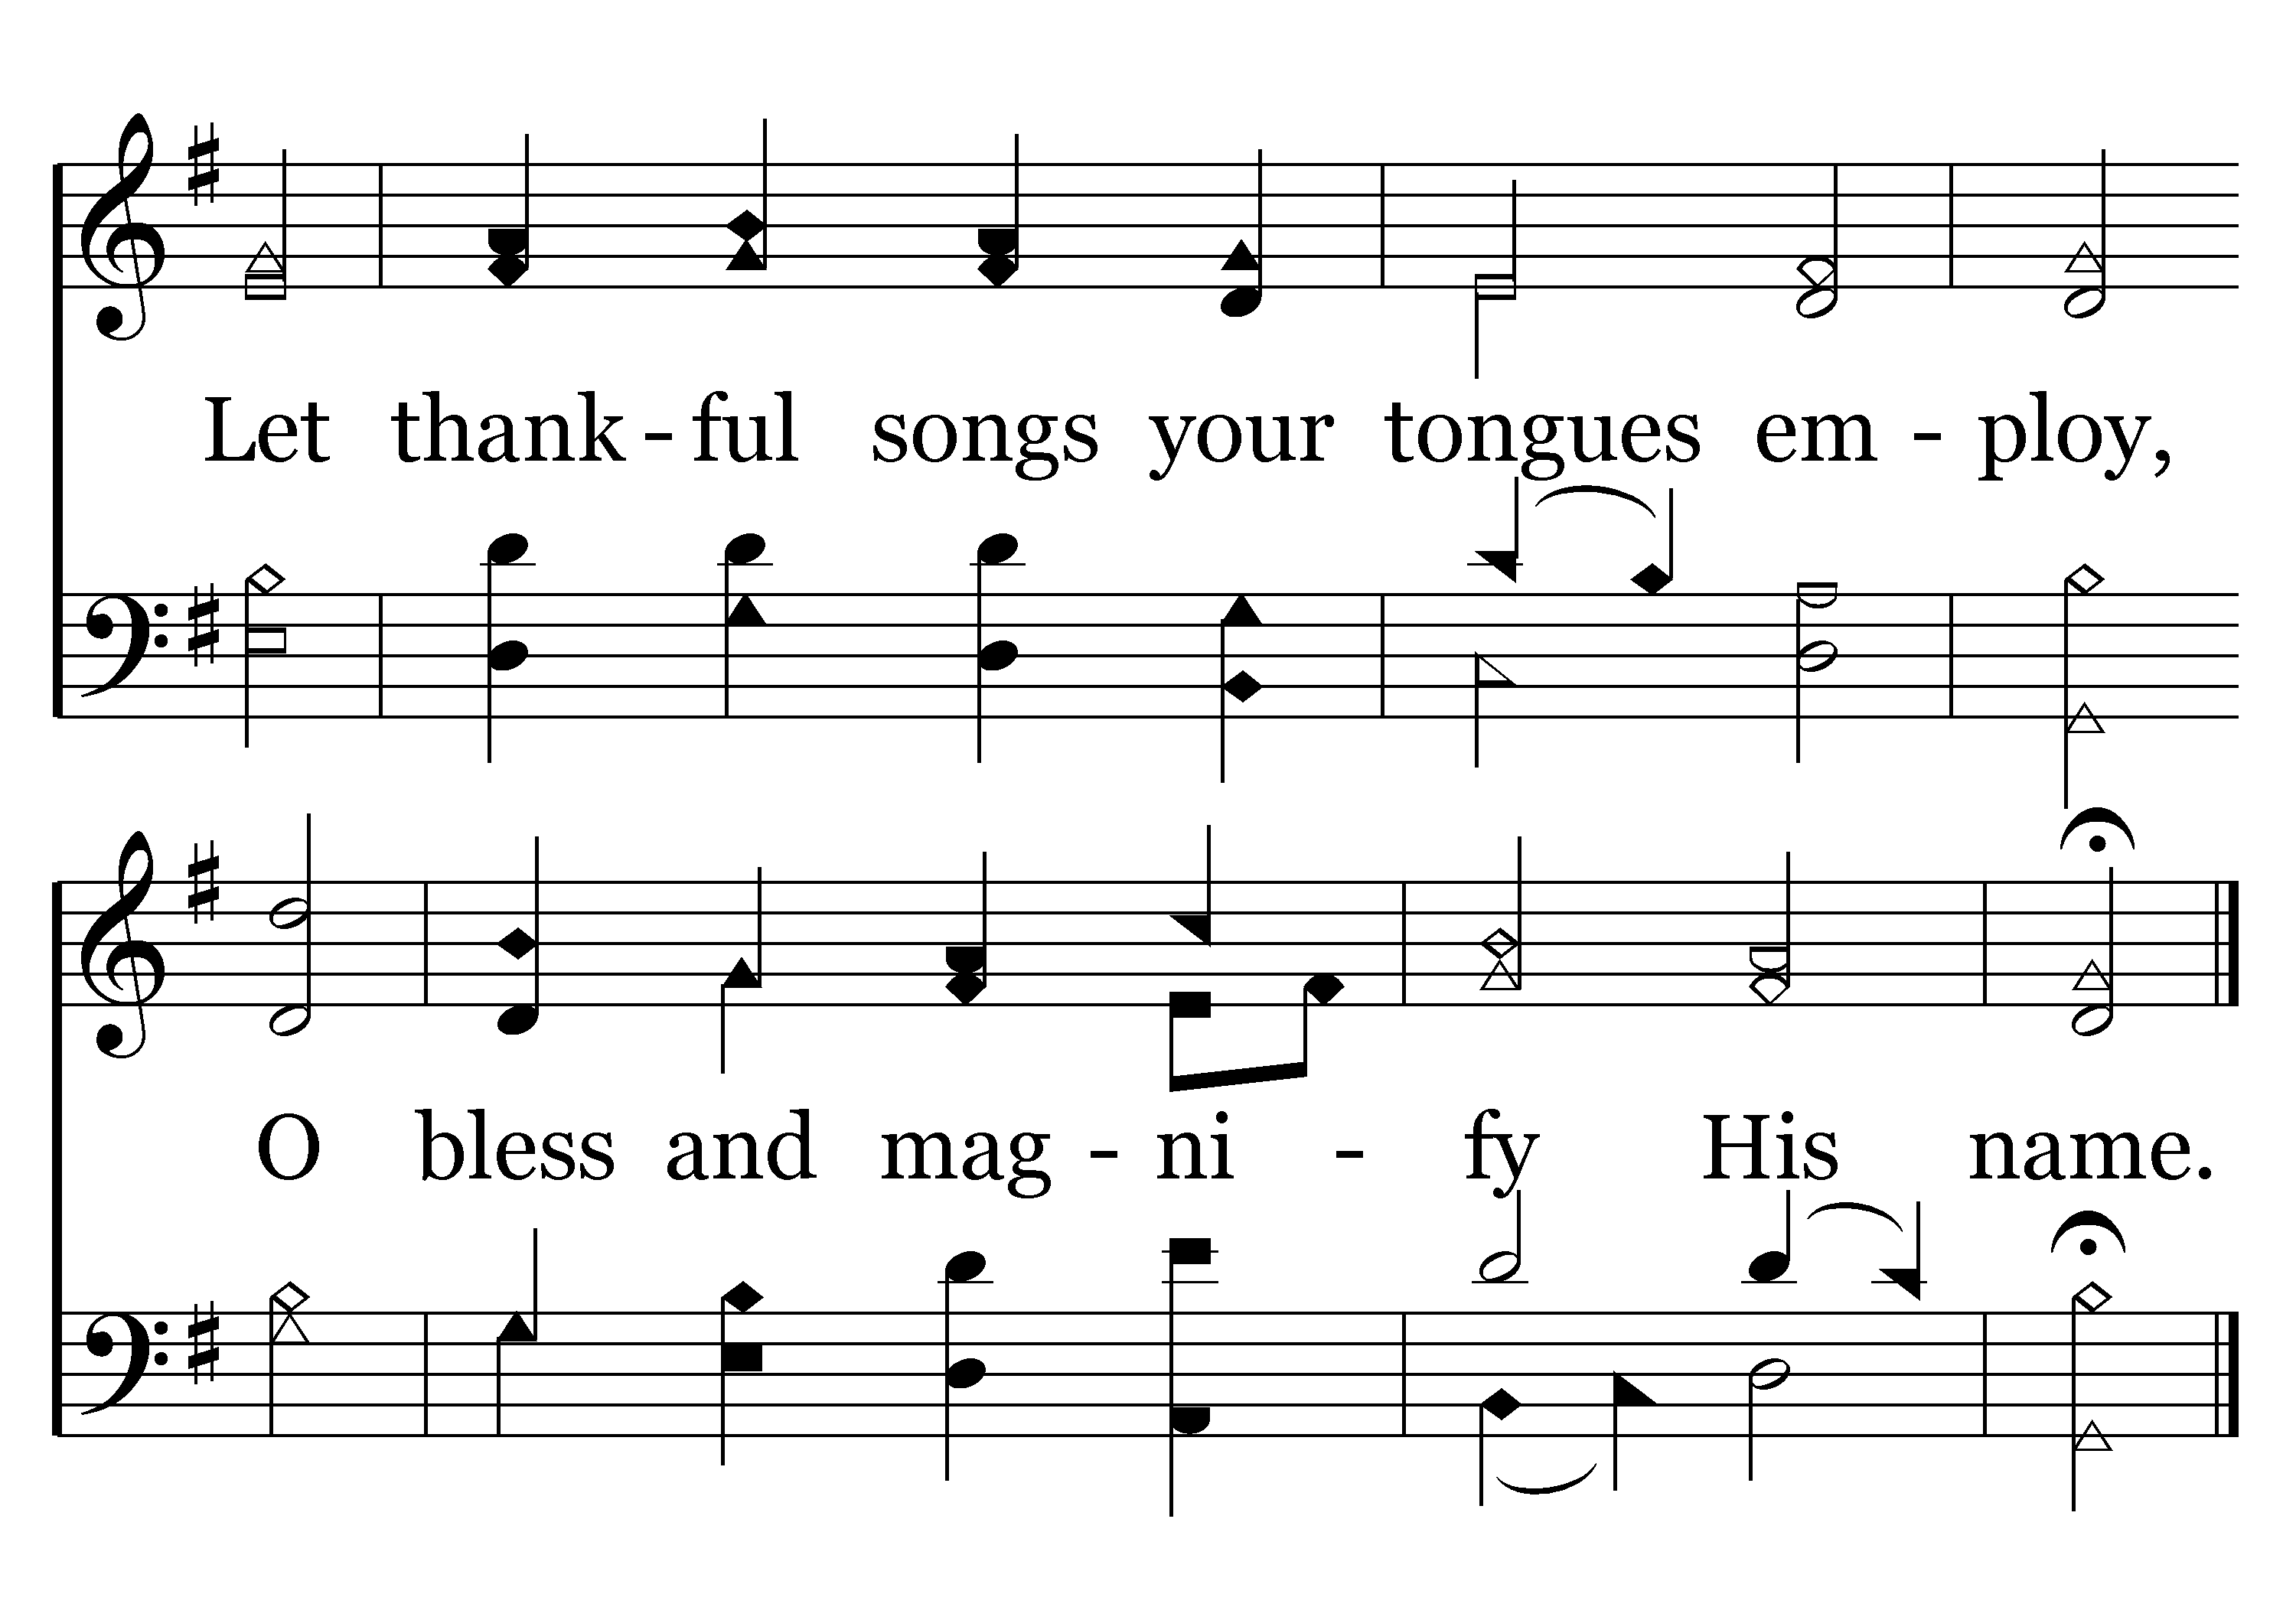 Let thank - ful songs your tongues em - ploy,
O bless and mag - ni - fy His name.